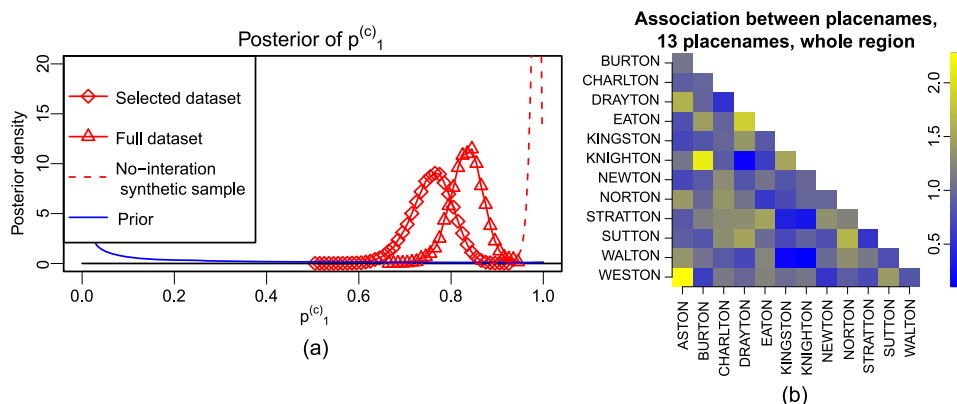 Posterior of p^(c)_1
Posterior density
20
15
10
5
0
Selected dataset
Full dataset
No-interation
synthetic sample
Prior
0.0 0.2 0.4 0.6 0.8 1.0
p^(c)_1
(a)
Association between placenames,
13 placenames, whole region
BURTON
CHARLTON
DRAYTON
EATON
KINGSTON
KNIGHTON
NEWTON
NORTON
STRATTON
SUTTON
WALTON
WESTON
ASTON
BURTON
CHARLTON
DRAYTON
EATON
KINGSTON
KNIGHTON
NEWTON
NORTON
STRATTON
SUTTON
WALTON
2.0
1.5
1.0
0.5
(b)